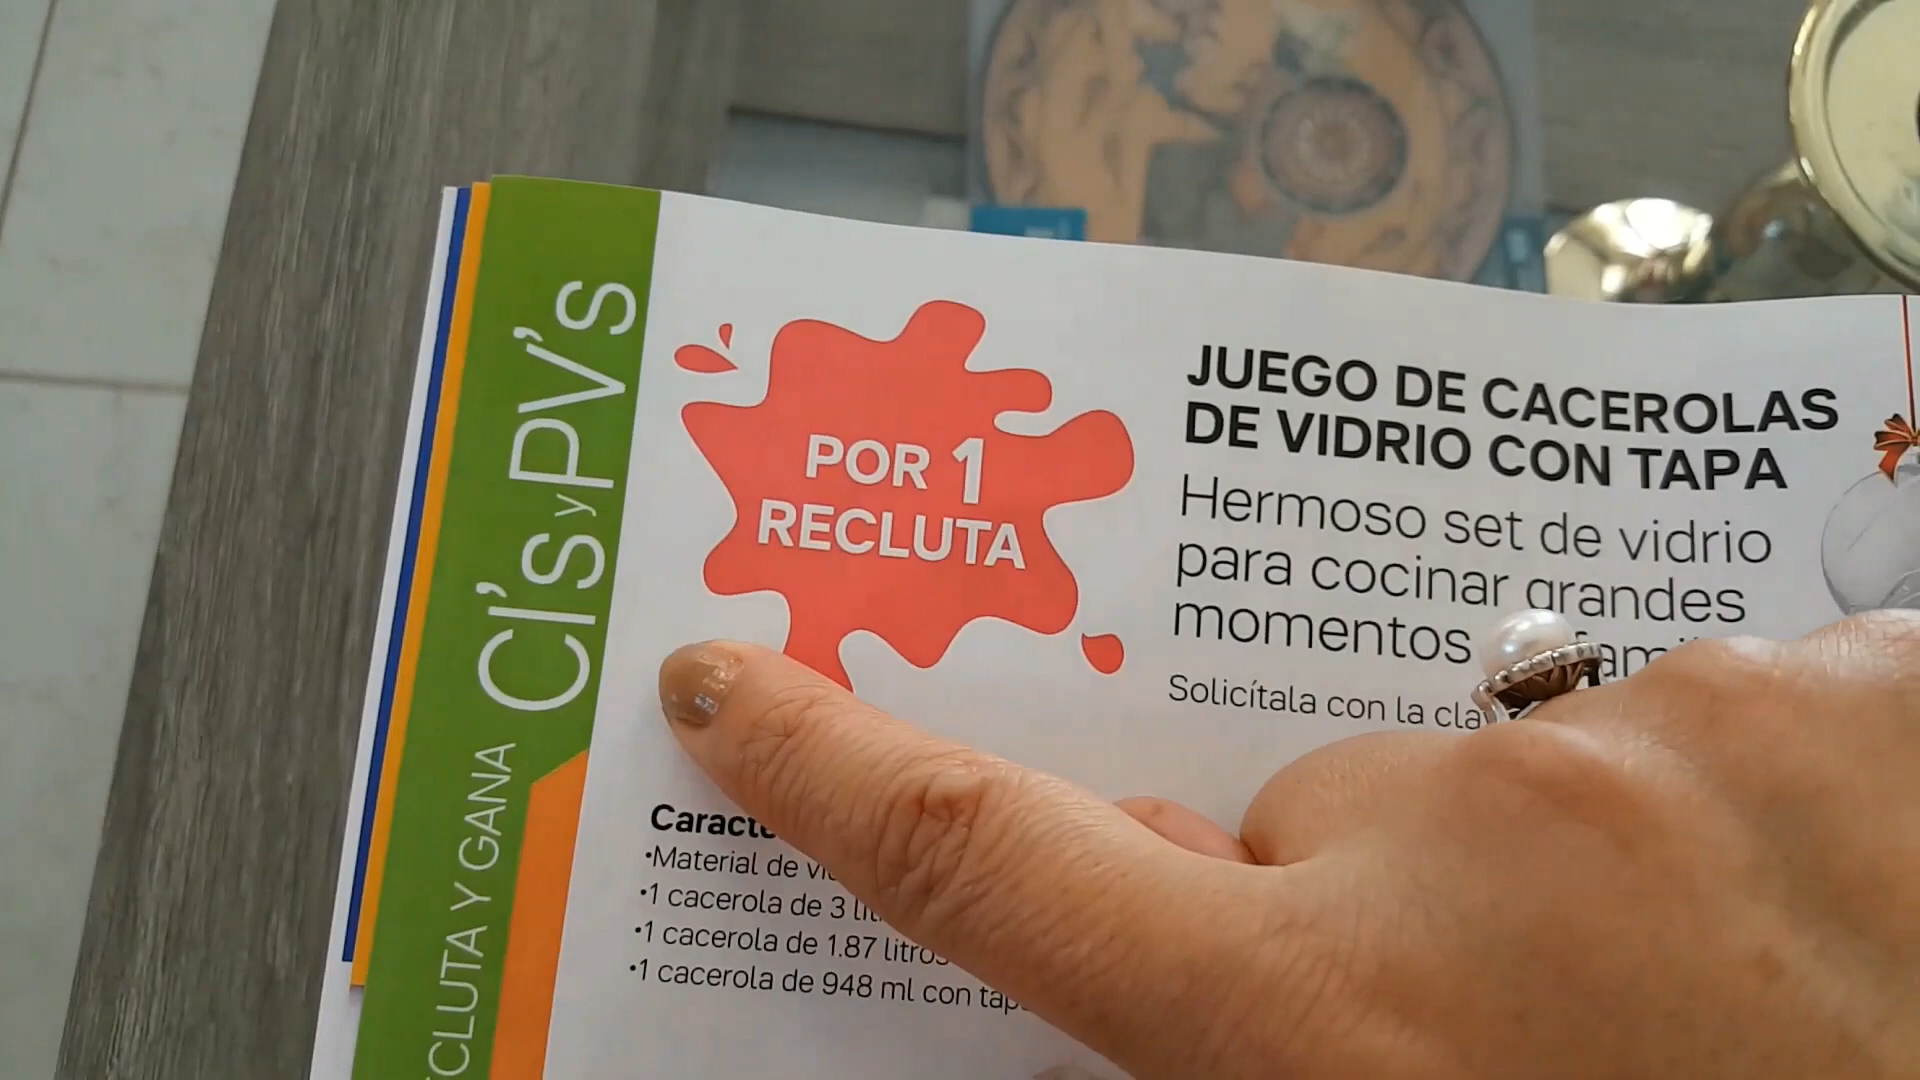 CI's y PV's
RECLUTA Y GANA
POR 1
RECLUTA
JUEGO DE CACEROLAS
DE VIDRIO CON TAPA
Hermoso set de vidrio
para cocinar grandes
momentos
Solicítala con la
•Material de
•1 cacerola de 3
•1 cacerola de 1.87 litros
•1 cacerola de 948 ml con